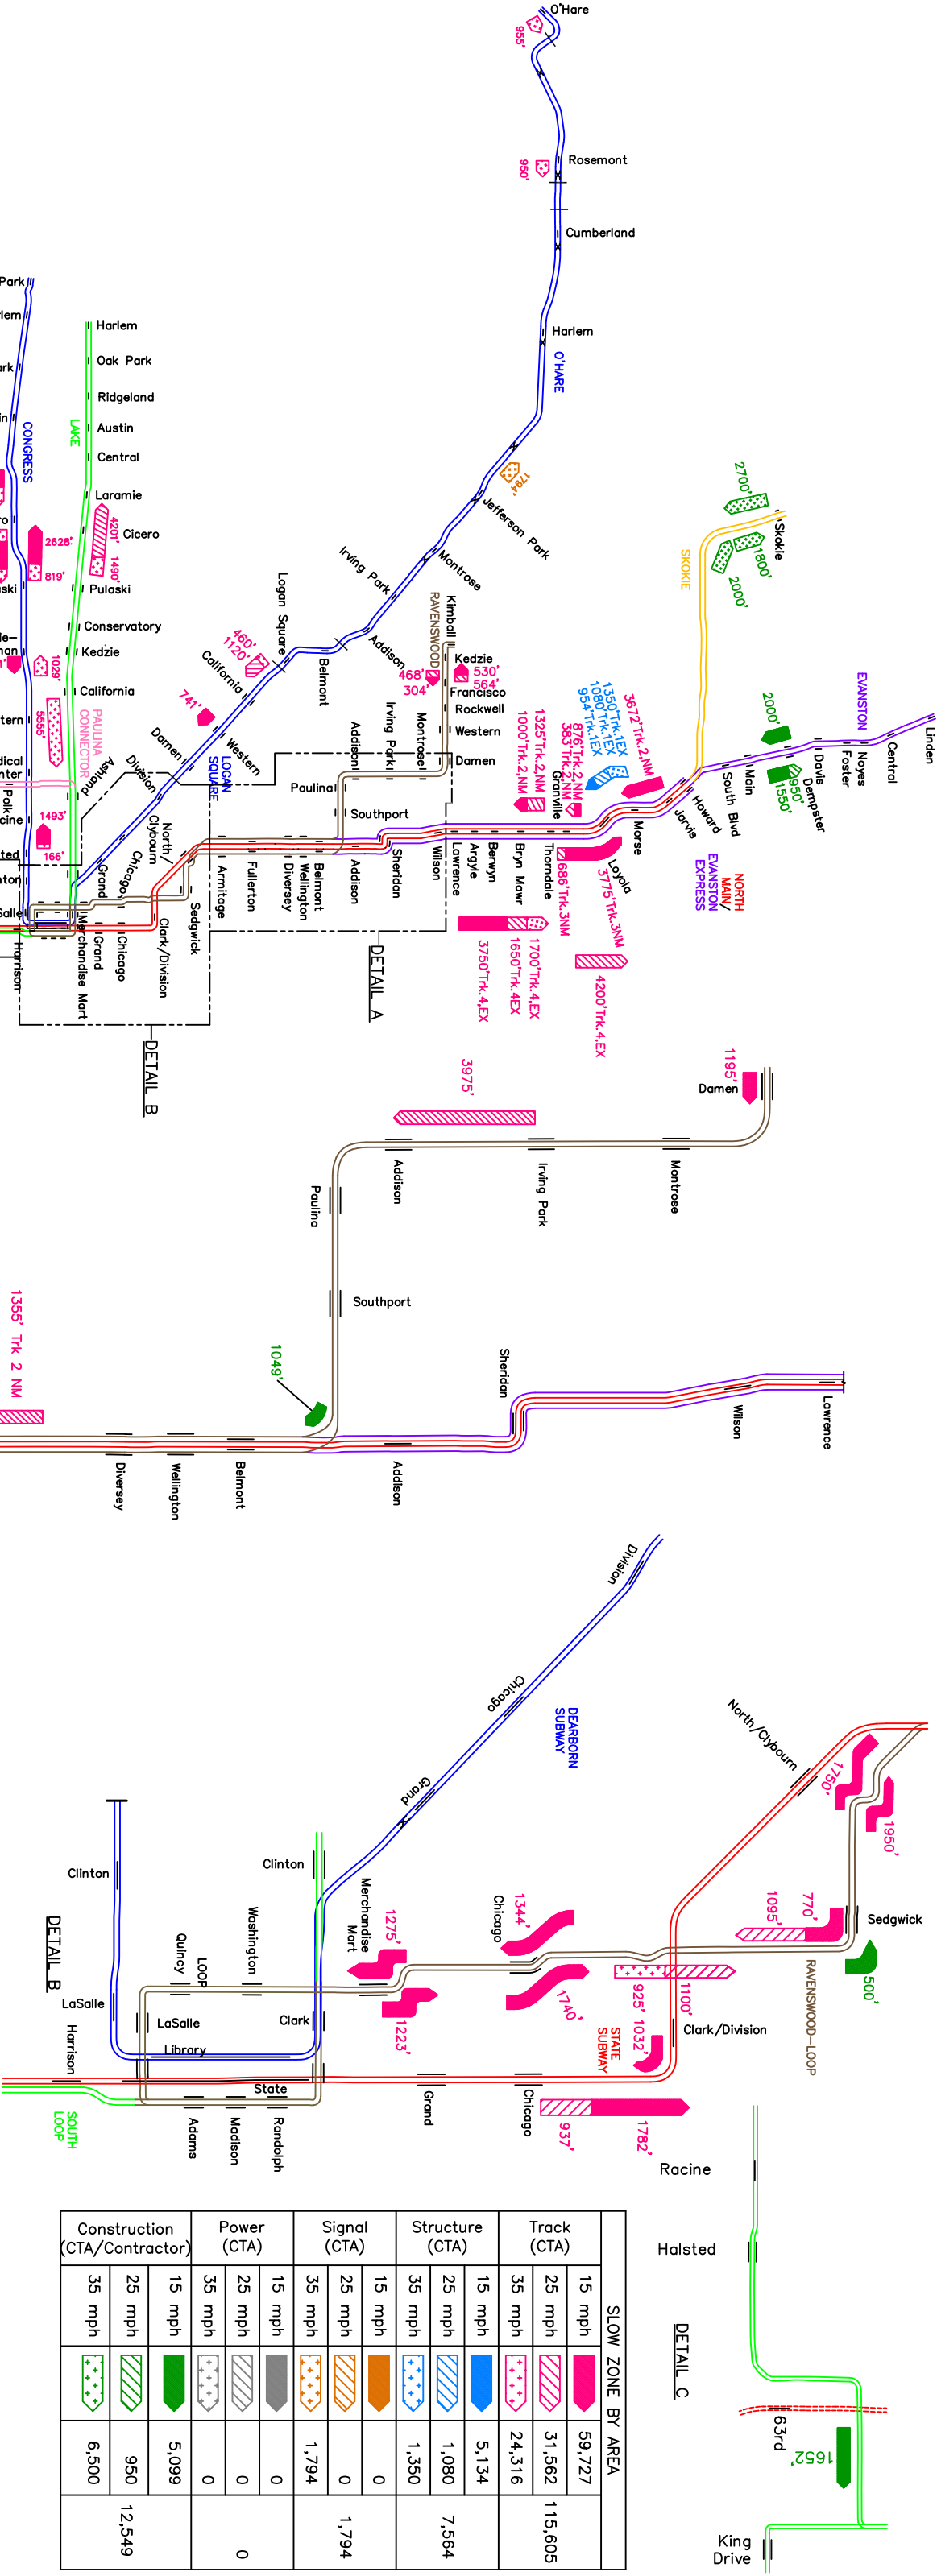 O'Hare
955'
Rosemont
950'
Cumberland
Harlem
O'HARE
1794'
Jefferson Park
Montrose
Irving Park
Addison
Logan Square
Belmont
460'
1120'
California
741'
Western
Damen
LOGAN
SQUARE
Division
Chicago
Grand
Park
CONGRESS
2628'
819'
1029'
5555'
1493'
166'
Polk
Harlem
Oak Park
Ridgeland
Austin
Central
LAKE
Laramie
Cicero
4201'
1490'
Pulaski
Conservatory
Kedzie
California
PAULINA
CONNECTOR
Ashland
Kimball
RAVENSWOOD
Kedzie
530'
564'
468'
304'
Francisco
Rockwell
Western
Damen
Montrose
Irving Park
Addison
Paulina
Southport
North/
Clybourn
Sedgwick
Armitage
Fullerton
Diversey
Wellington
Belmont
Addison
Sheridan
Wilson
Lawrence
Argyle
Berwyn
Bryn Mawr
Thorndale
Granville
Loyola
Morse
Jarvis
Howard
Clark/Division
Chicago
Grand
Merchandise Mart
Harrison
Skokie
SKOKIE
2700'
1800'
2000'
EVANSTON
Linden
Central
Noyes
Foster
Davis
Dempster
Main
South Blvd
2000'
950'
1550'
NORTH
MAIN/
EVANSTON
EXPRESS
3672'Trk.2,NM
1350'Trk.1EX
1080'Trk.1EX
954'Trk.1EX
876'Trk.2,NM
383'Trk.2,NM
1325'Trk.2,NM
1000'Trk.2,NM
686'Trk.3NM
3775'Trk.3NM
4200'Trk.4,EX
1700'Trk.4,EX
1650'Trk.4EX
3750'Trk.4,EX
DETAIL A
DETAIL B
1195'
Damen
3975'
Montrose
Irving Park
Addison
Paulina
Southport
1049'
1355' Trk 2 NM
Lawrence
Wilson
Sheridan
Addison
Belmont
Wellington
Diversey
Division
Chicago
Grand
DEARBORN
SUBWAY
North/Clybourn
1750'
1950'
Sedgwick
770'
1095'
500'
RAVENSWOOD-LOOP
Clinton
Clinton
Merchandise
Mart
1275'
1223'
Chicago
1344'
1740'
925'
1100'
1032'
STATE
SUBWAY
Clark/Division
Washington
LOOP
Quincy
LaSalle
LaSalle
Library
Clark
State
Harrison
Grand
Chicago
937'
1782'
Randolph
Madison
Adams
SOUTH
LOOP
DETAIL B
Racine
Halsted
63rd
1652'
King
Drive
DETAIL C
SLOW ZONE BY AREA
Track
(CTA)
15 mph 59,727
25 mph 31,562
35 mph 24,316
115,605
Structure
(CTA)
15 mph 5,134
25 mph 1,080
35 mph 1,350
7,564
Signal
(CTA)
15 mph 0
25 mph 0
35 mph 1,794
1,794
Power
(CTA)
15 mph 0
25 mph 0
35 mph 0
0
Construction
(CTA/Contractor)
15 mph 5,099
25 mph 950
35 mph 6,500
12,549